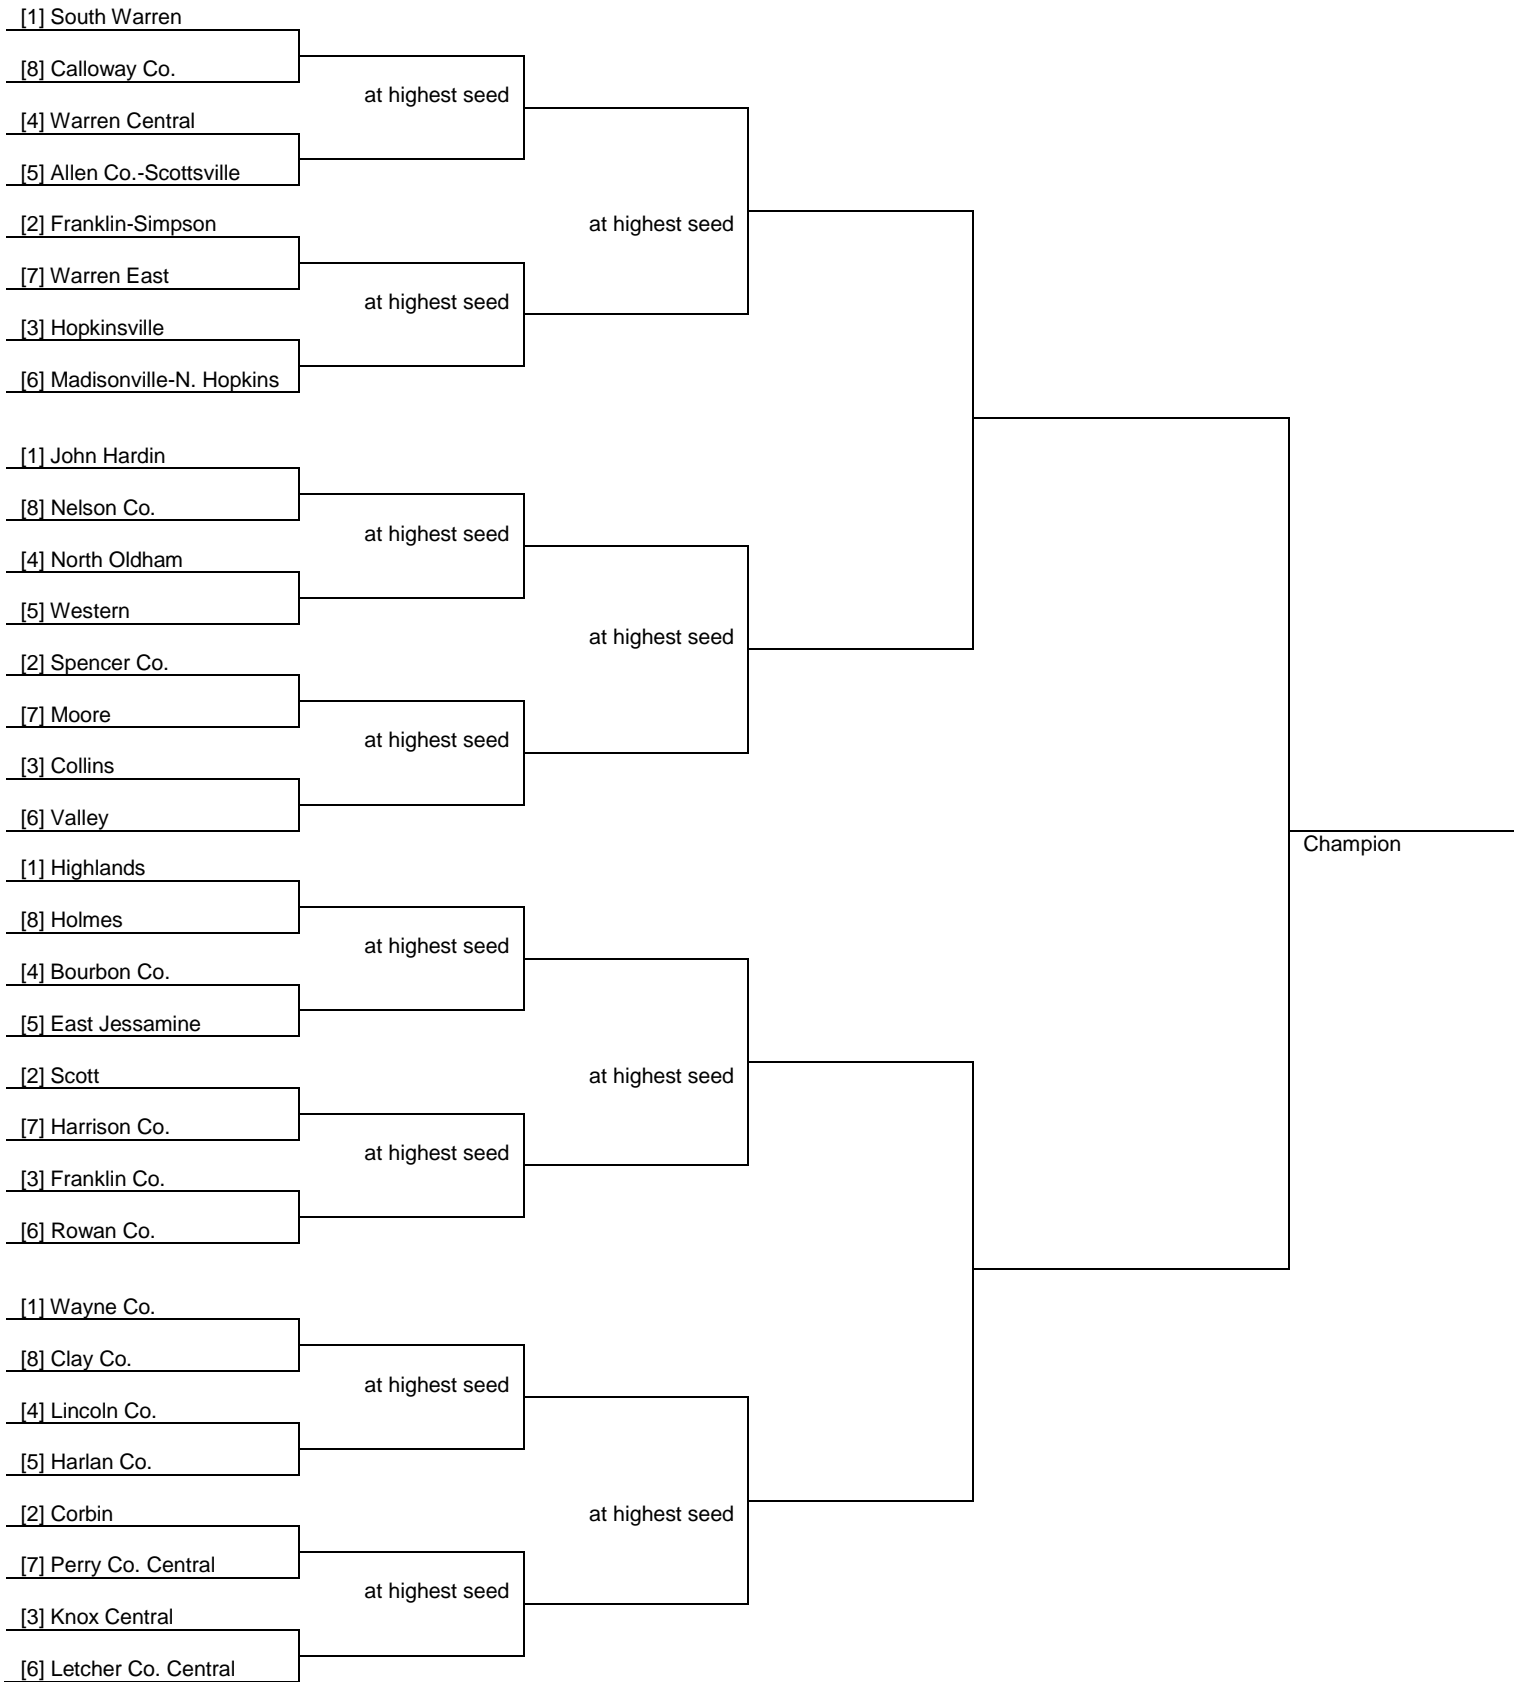 [1] South Warren
[8] Calloway Co.
at highest seed
[4] Warren Central
[5] Allen Co.-Scottsville
[2] Franklin-Simpson
at highest seed
[7] Warren East
at highest seed
[3] Hopkinsville
[6] Madisonville-N. Hopkins
[1] John Hardin
[8] Nelson Co.
at highest seed
[4] North Oldham
[5] Western
at highest seed
[2] Spencer Co.
[7] Moore
at highest seed
[3] Collins
[6] Valley
Champion
[1] Highlands
[8] Holmes
at highest seed
[4] Bourbon Co.
[5] East Jessamine
[2] Scott
at highest seed
[7] Harrison Co.
at highest seed
[3] Franklin Co.
[6] Rowan Co.
[1] Wayne Co.
[8] Clay Co.
at highest seed
[4] Lincoln Co.
[5] Harlan Co.
[2] Corbin
at highest seed
[7] Perry Co. Central
at highest seed
[3] Knox Central
[6] Letcher Co. Central